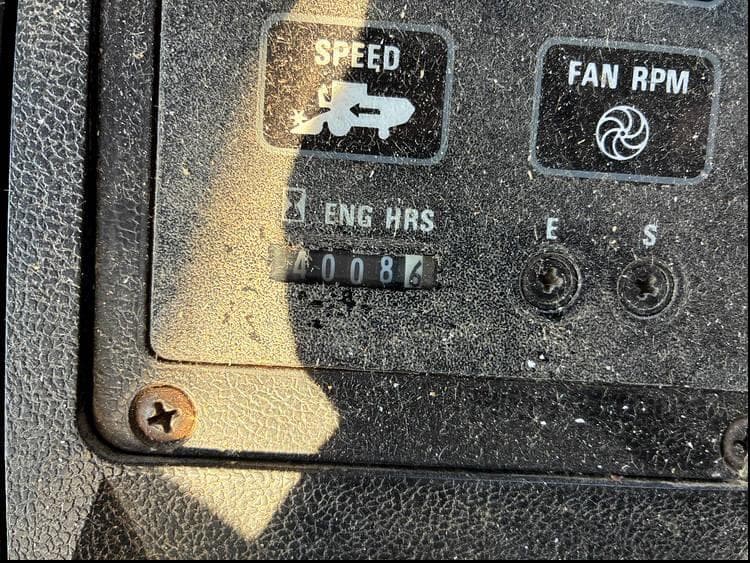 SPEED
FAN RPM
ENG HRS
E S
40086